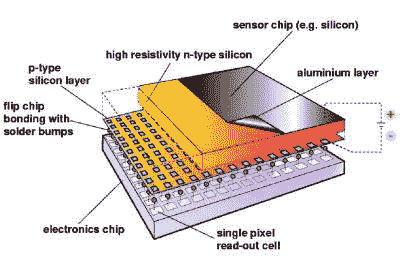 sensor chip (e.g. silicon)
high resistivity n-type silicon
p-type
silicon layer
aluminium layer
flip chip
bonding with
solder bumps
+
-
electronics chip
single pixel
read-out cell